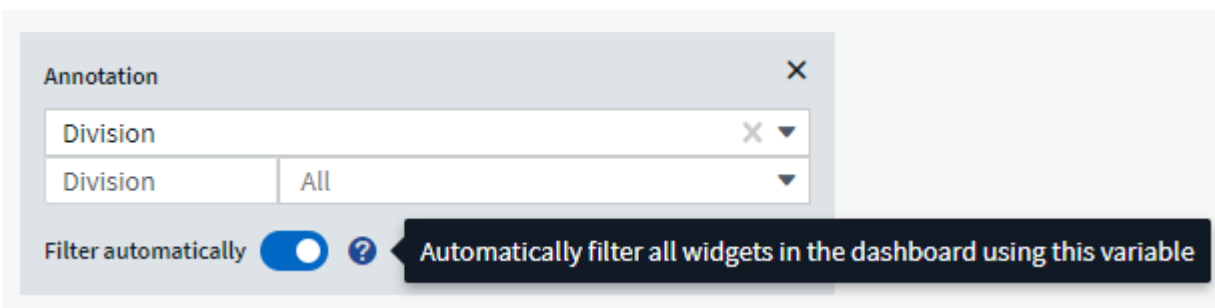 Annotation
Division
Division All
Filter automatically ? Automatically filter all widgets in the dashboard using this variable